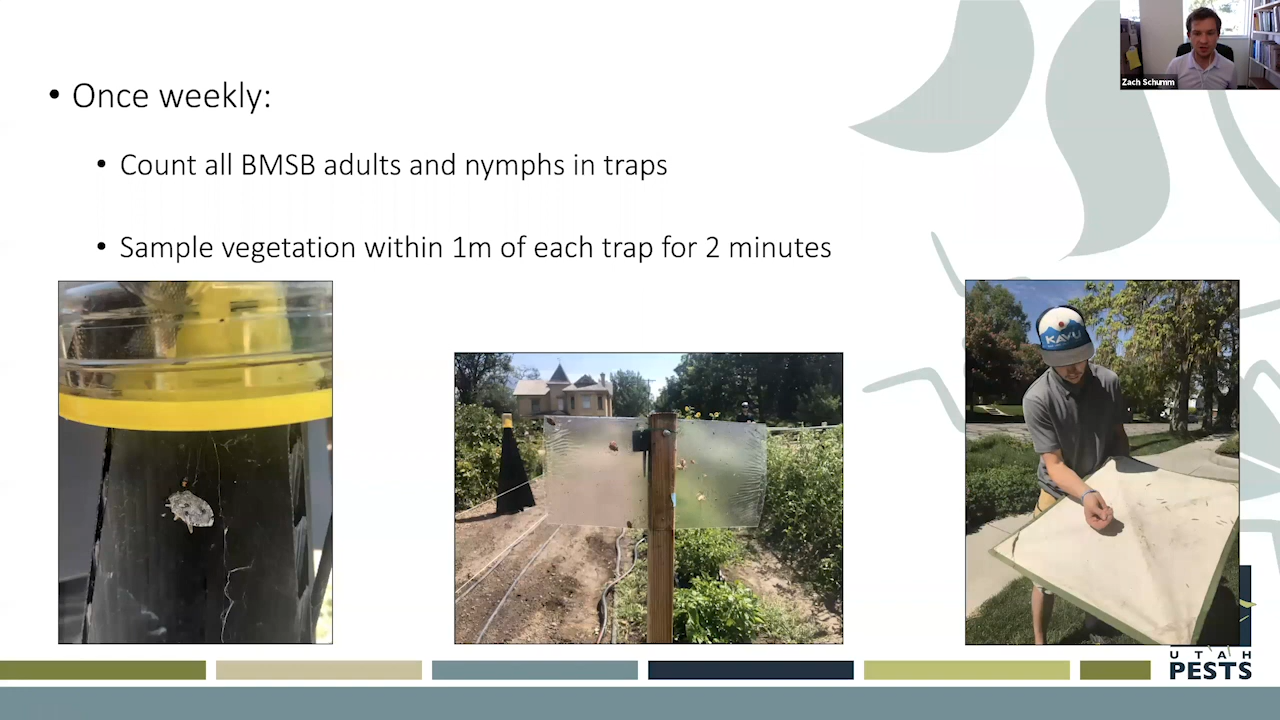 Zach Schumm
• Once weekly:
• Count all BMSB adults and nymphs in traps
• Sample vegetation within 1m of each trap for 2 minutes
KAVU
UTAH
PESTS